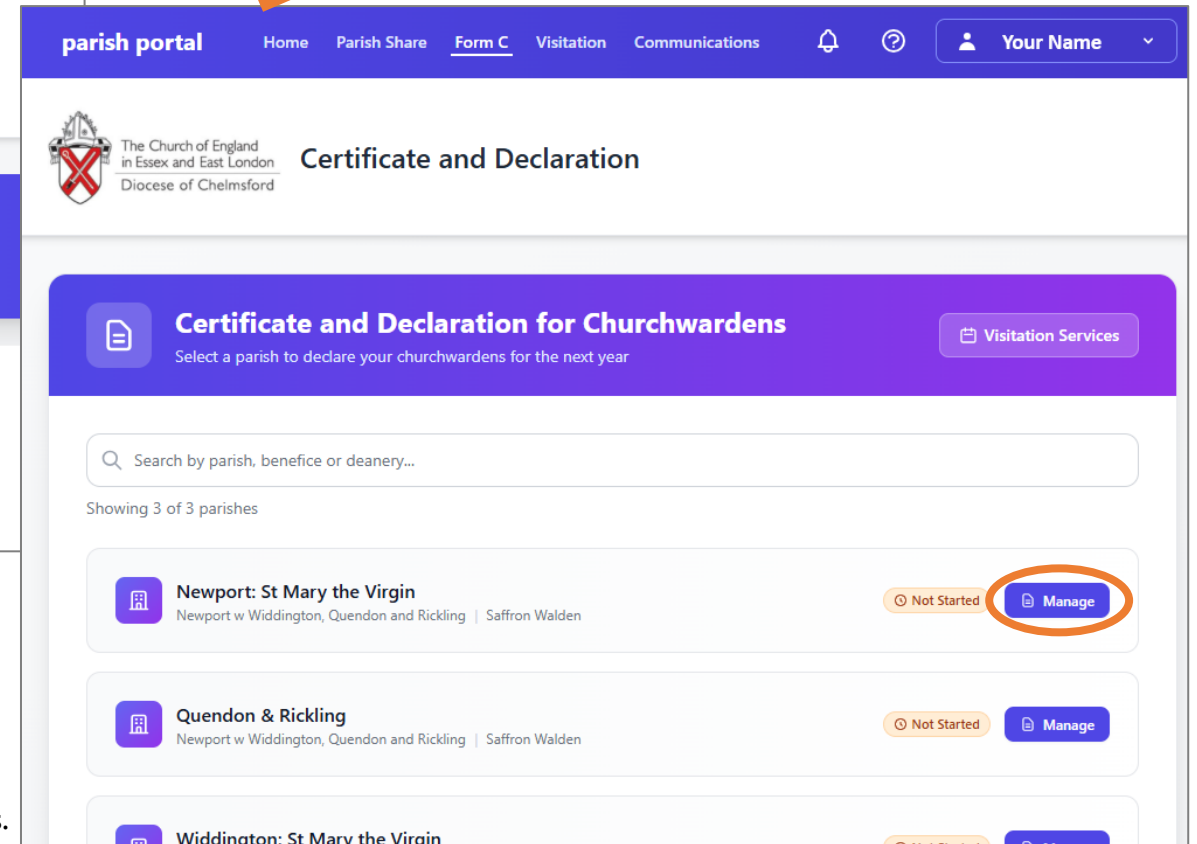 parish portal
Home
Parish Share
Form C
Visitation
Communications
Your Name
The Church of England
in Essex and East London
Diocese of Chelmsford
Certificate and Declaration
Certificate and Declaration for Churchwardens
Select a parish to declare your churchwardens for the next year
Visitation Services
Search by parish, benefice or deanery...
Showing 3 of 3 parishes
Newport: St Mary the Virgin
Newport w Widdington, Quendon and Rickling | Saffron Walden
Not Started
Manage
Quendon & Rickling
Newport w Widdington, Quendon and Rickling | Saffron Walden
Not Started
Manage
Widdington: St Mary the Virgin